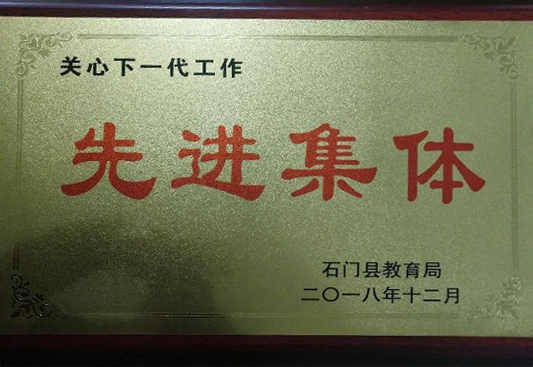 关心下一代工作
先进集体
石门县教育局
二〇一八年十二月